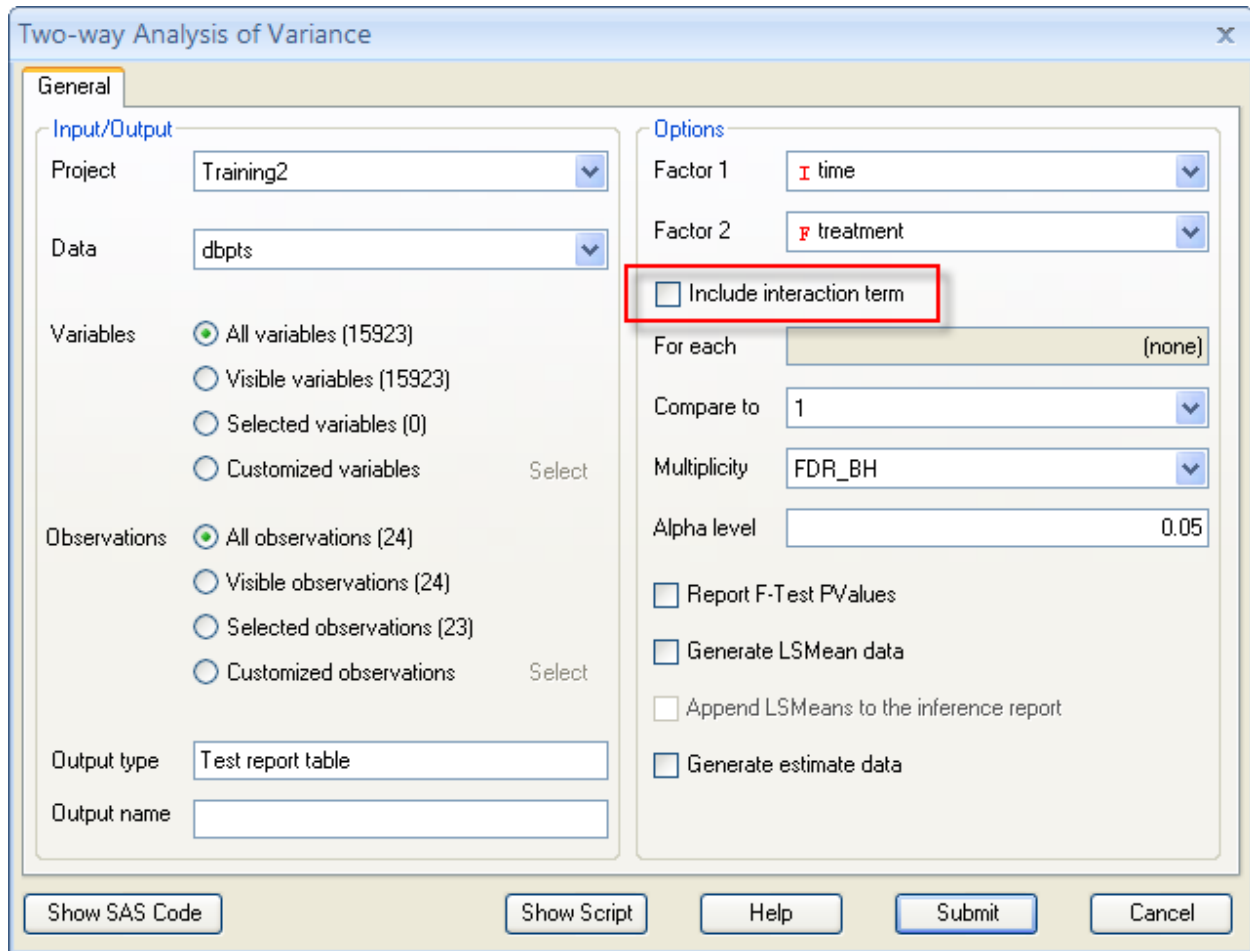 Two-way Analysis of Variance x
General
Input/Output
Project Training2
Data dbpts
Variables All variables (15923)
Visible variables (15923)
Selected variables (0)
Customized variables Select
Observations All observations (24)
Visible observations (24)
Selected observations (23)
Customized observations Select
Output type Test report table
Output name
Options
Factor 1 I time
Factor 2 F treatment
Include interaction term
For each (none)
Compare to 1
Multiplicity FDR_BH
Alpha level 0.05
Report F-Test PValues
Generate LSMean data
Append LSMeans to the inference report
Generate estimate data
Show SAS Code Show Script Help Submit Cancel